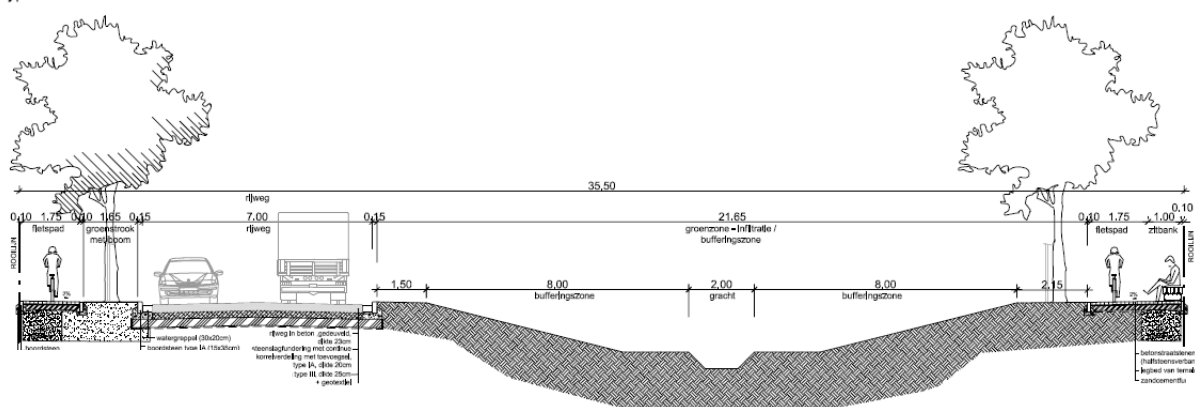 35,50
rijweg
0,10 1.75 0,10 1.65 0,15 7.00 0,15 21.65 0,10 1.75 1.00 0,10
fietspad
groenstrook
met boom
rijweg
groenzone - infiltratie /
bufferingszone
fietspad
zitbank
ROOILIJN
ROOILIJN
1,50 8,00 2,00 8,00 2,15
bufferingszone
gracht
bufferingszone
watergreppel (30x20cm)
boordsteen type IA (15x30cm)
boordsteen
rijweg in beton ,gedeuveld,
dikte 23cm
steenslagfundering met continue
korrelverdeling met toevoegsel,
type IA, dikte 20cm
type III, dikte 25cm
+ geotextiel
betonstraatstenen
(halfsteensverban
legbed van
zandcementfu